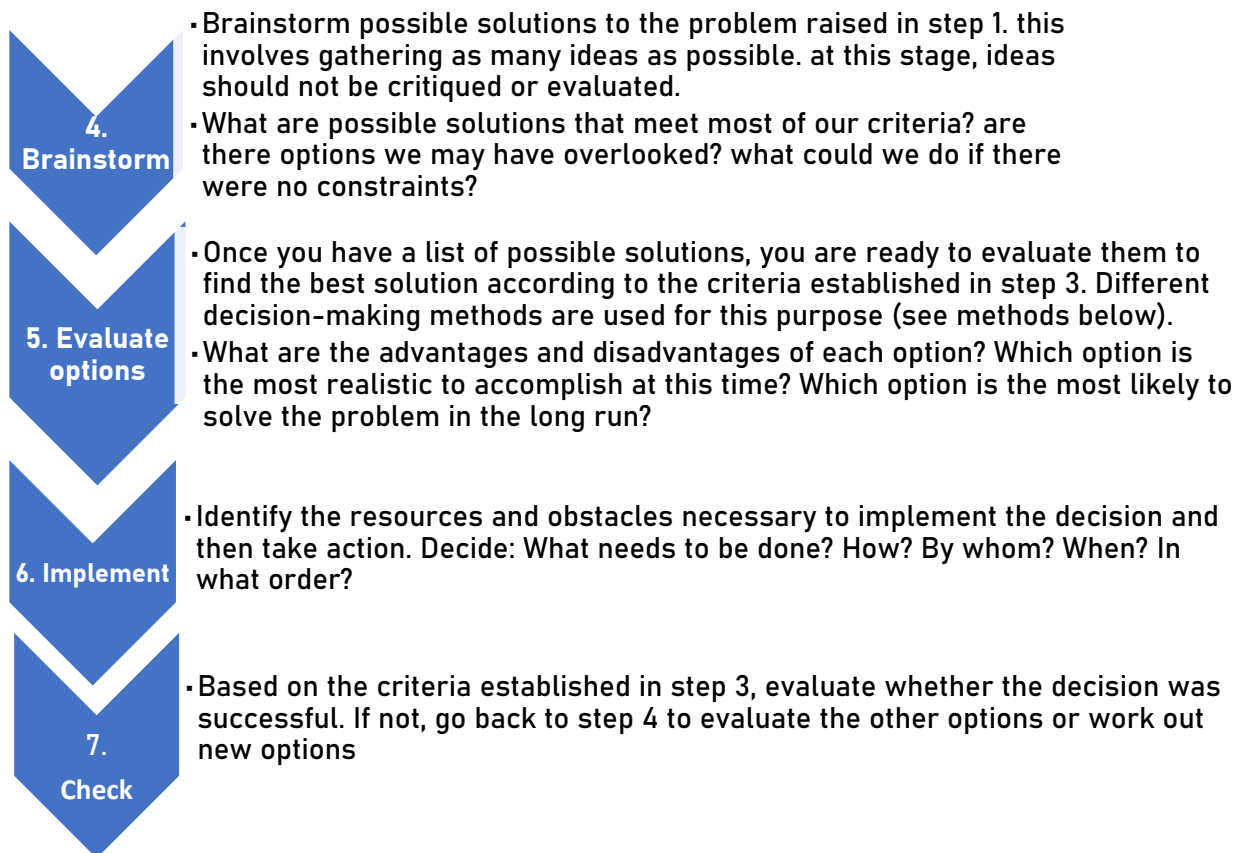 ▪ Brainstorm possible solutions to the problem raised in step 1. this
involves gathering as many ideas as possible. at this stage, ideas
should not be critiqued or evaluated.
▪ What are possible solutions that meet most of our criteria? are
there options we may have overlooked? what could we do if there
were no constraints?
4.
Brainstorm
▪ Once you have a list of possible solutions, you are ready to evaluate them to
find the best solution according to the criteria established in step 3. Different
decision-making methods are used for this purpose (see methods below).
▪ What are the advantages and disadvantages of each option? Which option is
the most realistic to accomplish at this time? Which option is the most likely to
solve the problem in the long run?
5. Evaluate
options
▪ Identify the resources and obstacles necessary to implement the decision and
then take action. Decide: What needs to be done? How? By whom? When? In
what order?
6. Implement
▪ Based on the criteria established in step 3, evaluate whether the decision was
successful. If not, go back to step 4 to evaluate the other options or work out
new options
7.
Check